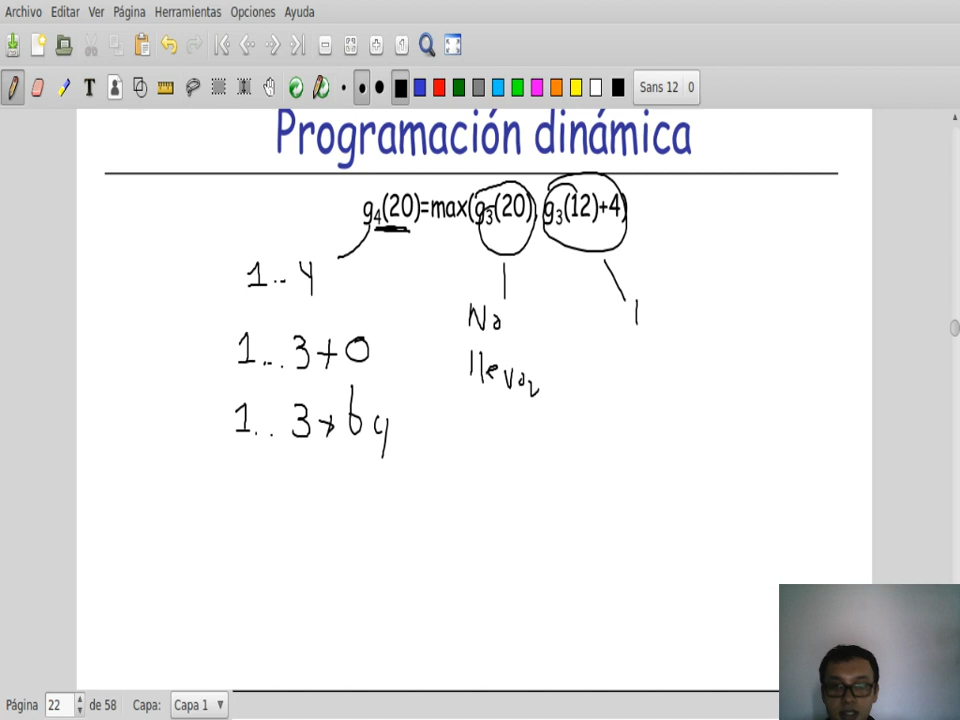 Archivo Editar Ver Página Herramientas Opciones Ayuda
T Sans 12 0
Programación dinámica
g4(20)=max(g3(20), g3(12)+4)
1.. 4
No
llevar
1... 3+0
1.. 3+b4
Página 22 de 58 Capa: Capa 1